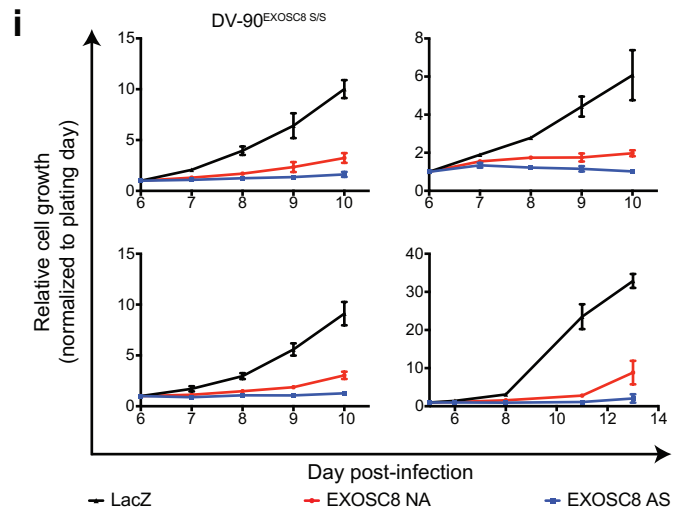 i
DV-90EXOSC8 S/S
15
10
5
0
6 7 8 9 10
8
6
4
2
0
6 7 8 9 10
15
10
5
0
6 7 8 9 10
40
30
20
10
0
6 8 10 12 14
Relative cell growth
(normalized to plating day)
Day post-infection
LacZ EXOSC8 NA EXOSC8 AS